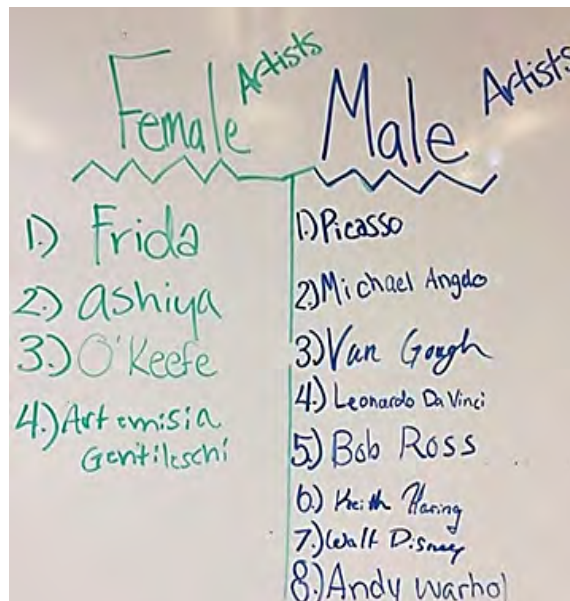 Female Artists
1.) Frida
2.) Ashiya
3.) O'Keefe
4.) Artemisia
Gentileschi
Male Artists
1.) Picasso
2.) Michael Angelo
3.) Van Gough
4.) Leonardo Da Vinci
5.) Bob Ross
6.) Keith Haring
7.) Walt Disney
8.) Andy Warhol